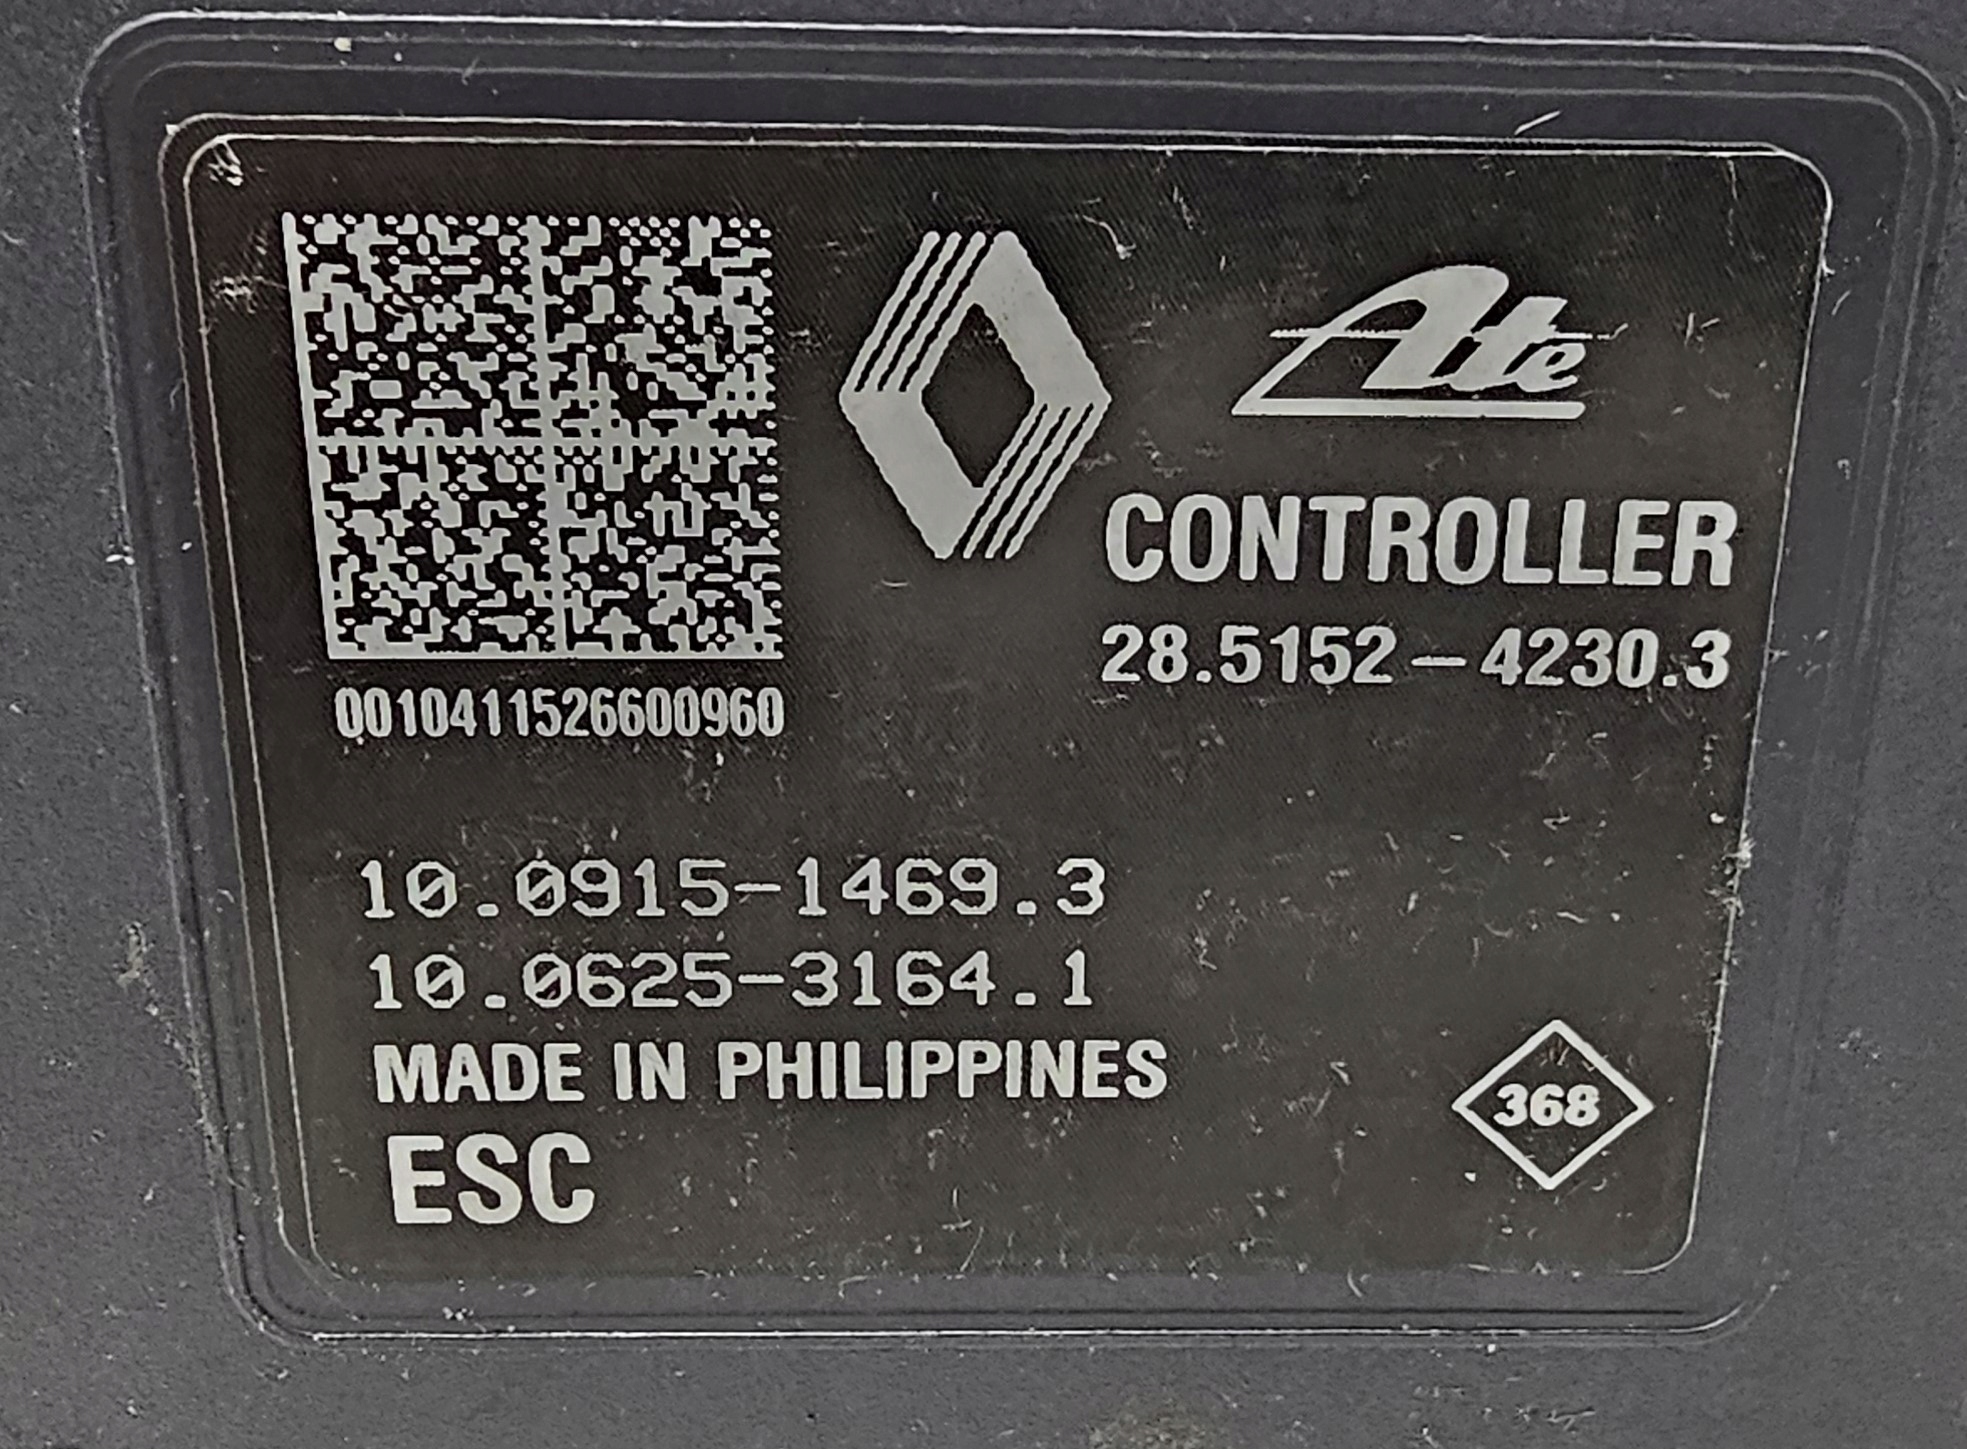 Ate
CONTROLLER
28.5152-4230.3
0010411526600960
10.0915-1469.3
10.0625-3164.1
MADE IN PHILIPPINES
368
ESC